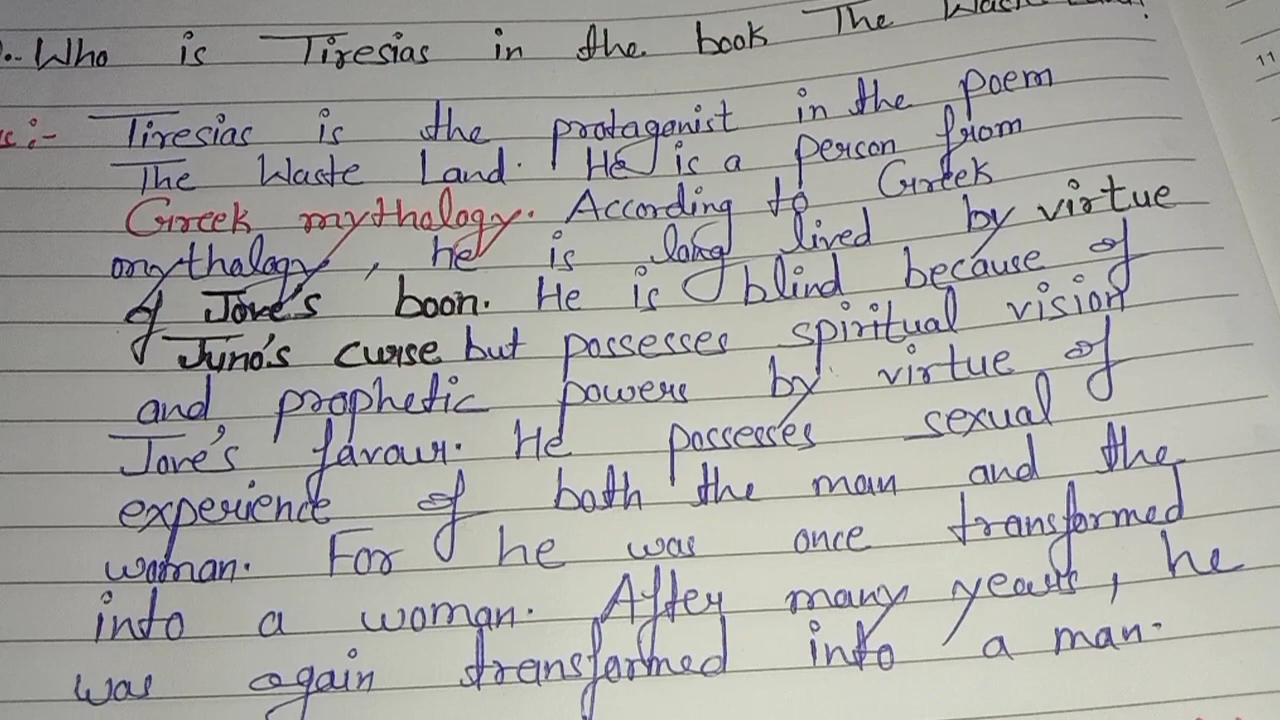 Who is Tiresias in the book The Waste Land?
:- Tiresias is the protagonist in the poem
The Waste Land. He is a person from
Greek mythology. According to Greek
mythology, he is long lived by virtue
of Jove's boon. He is blind because of
Juno's curse but possesses spiritual vision
and prophetic powers by virtue of
Jove's favour. He possesses sexual
experience of both the man and the
woman. For he was once transformed
into a woman. After many years, he
was again transformed into a man.
11